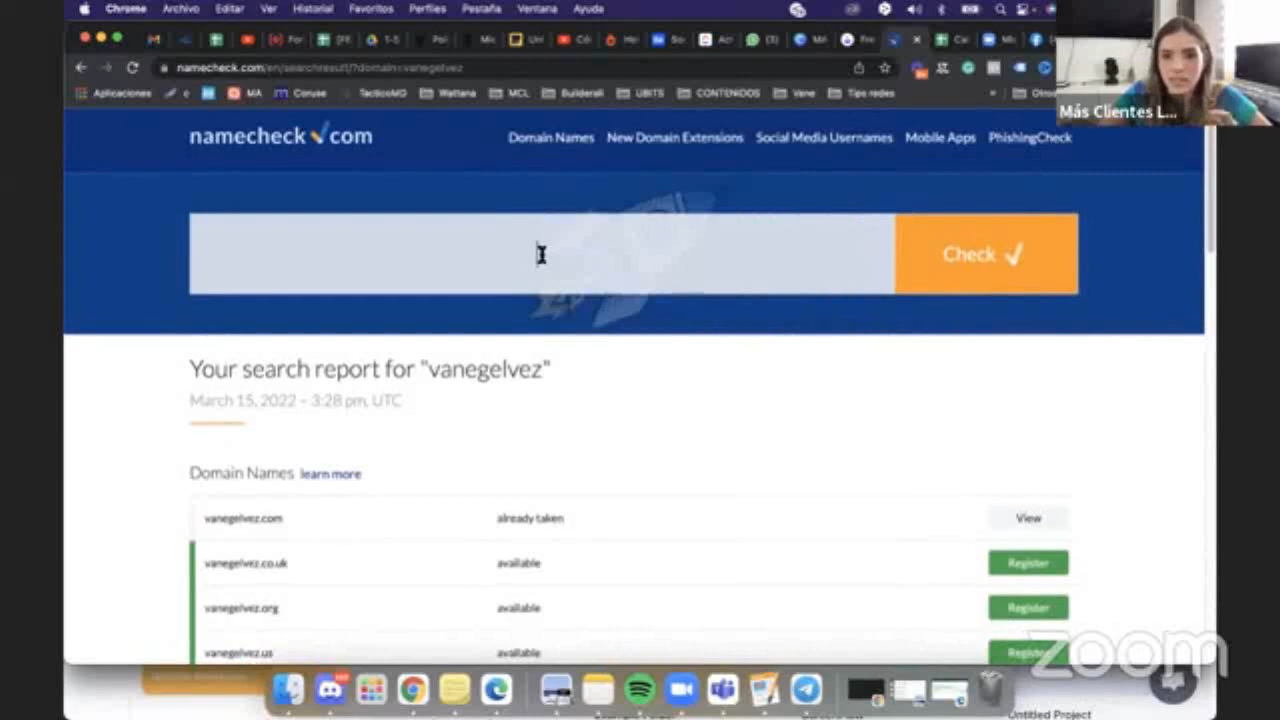 Chrome Archivo Editar Ver Historial Favoritos Perfiles Pestaña Ventana Ayuda
namecheck.com/en/searchresult/?domain=vanegelvez
Aplicaciones MA Coruse TacticoMD Wattana MCL Builderall UBITS CONTENIDOS Vane Tips redes Otros
Más Clientes L...
namecheck com Domain Names New Domain Extensions Social Media Usernames Mobile Apps PhishingCheck
Check
Your search report for "vanegelvez"
March 15, 2022 – 3:28 pm, UTC
Domain Names learn more
vanegelvez.com already taken View
vanegelvez.co.uk available Register
vanegelvez.org available Register
vanegelvez.us available Register
zoom
Untitled Project